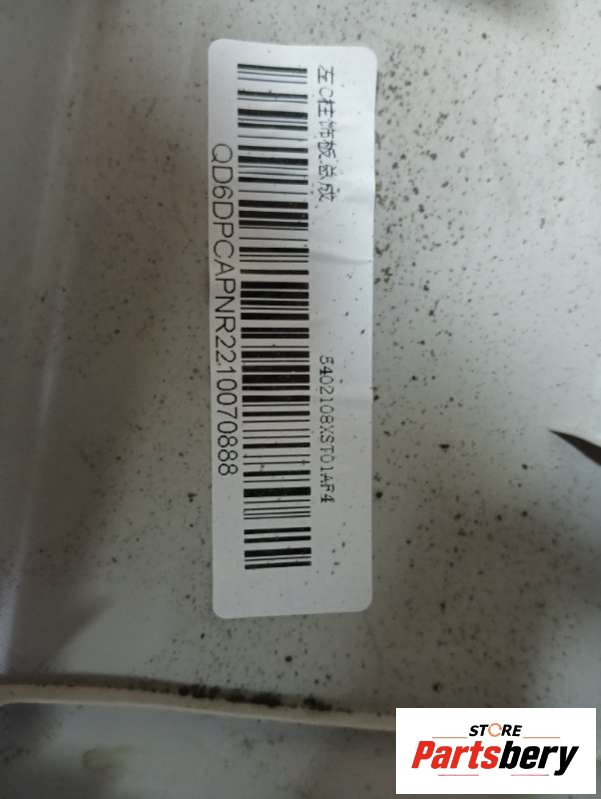 左C柱饰板总成
5402108XST01AF4
QD6DPCAPNR2210070888
STORE
Partsbery